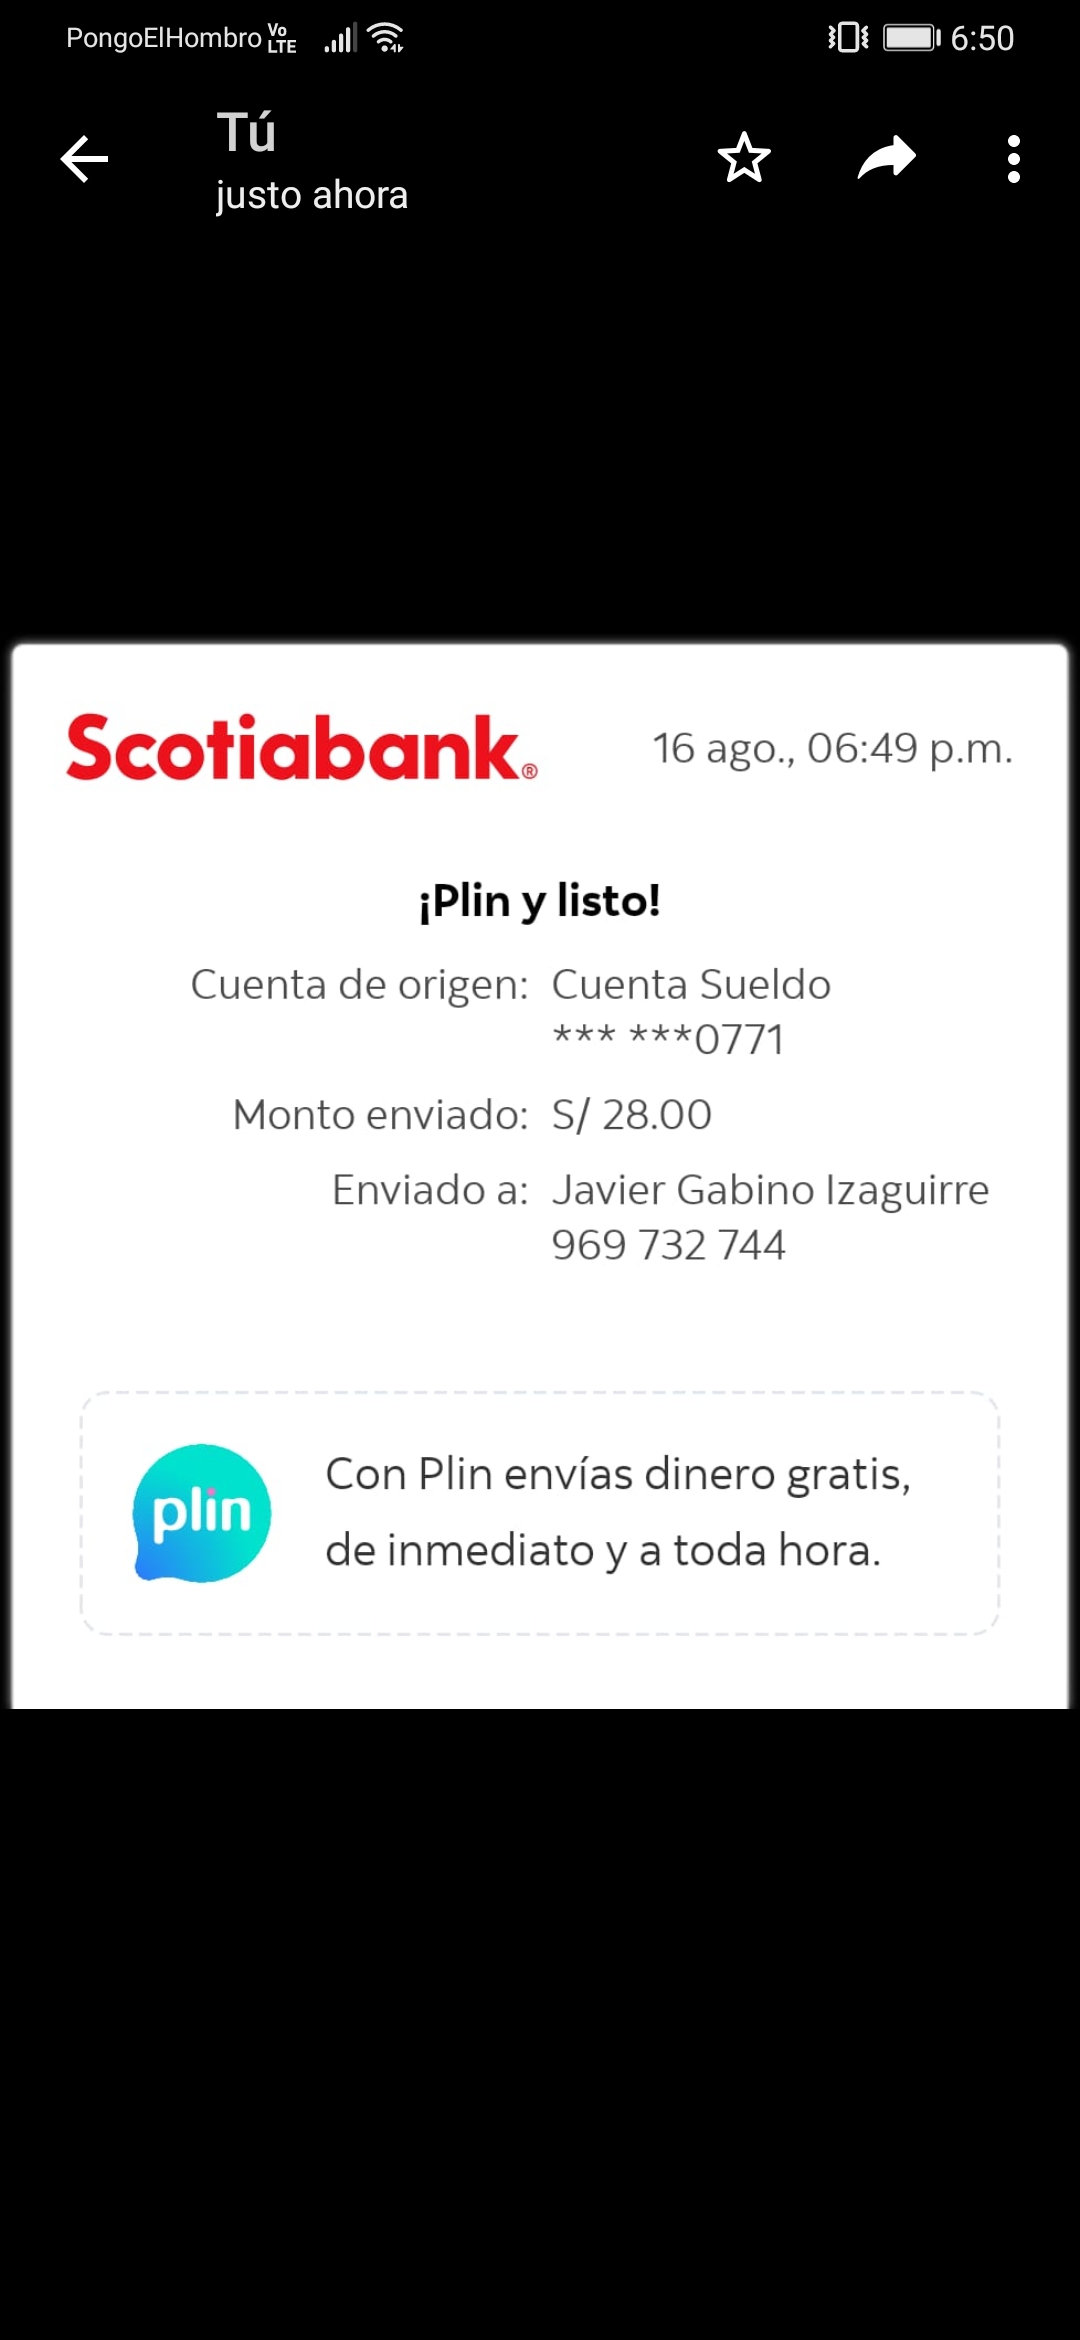 PongoElHombro Vo LTE 6:50
Tú
justo ahora
Scotiabank® 16 ago., 06:49 p.m.
¡Plin y listo!
Cuenta de origen: Cuenta Sueldo
*** ***0771
Monto enviado: S/ 28.00
Enviado a: Javier Gabino Izaguirre
969 732 744
plin
Con Plin envías dinero gratis,
de inmediato y a toda hora.